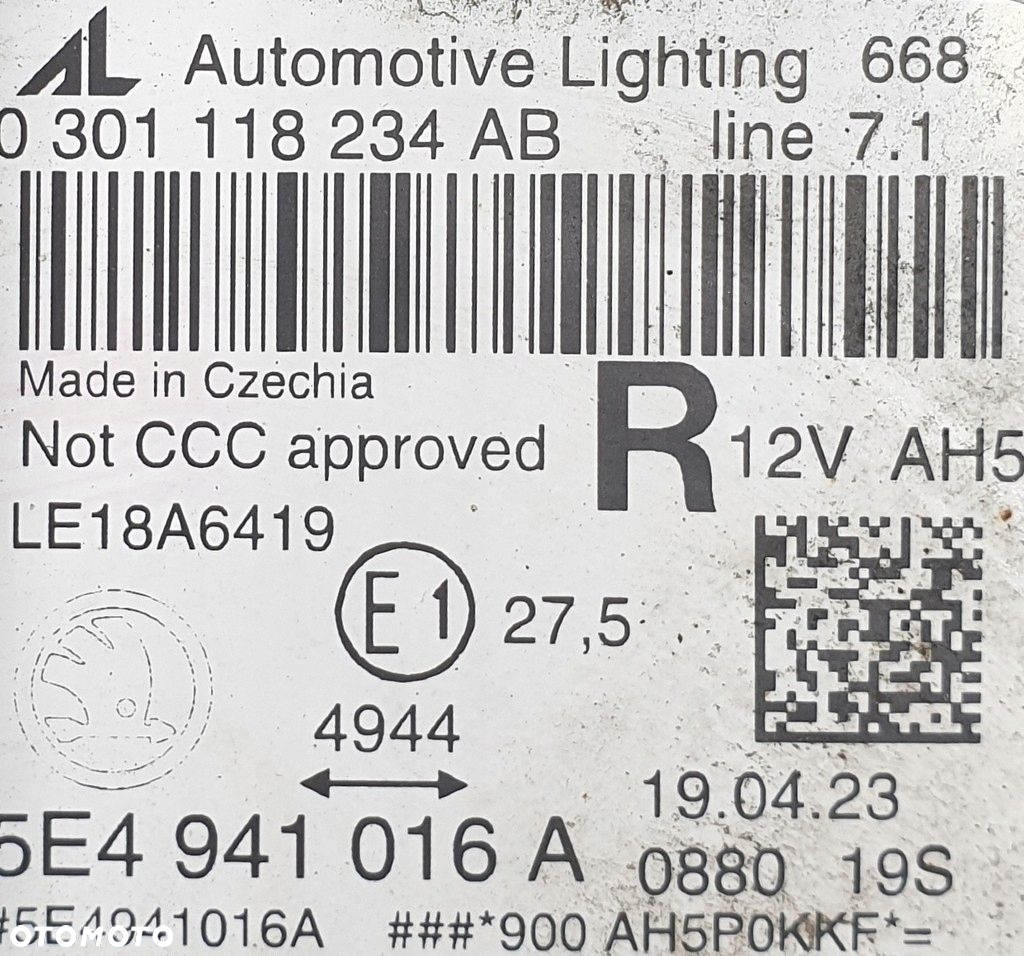 AL Automotive Lighting 668
0 301 118 234 AB line 7.1
Made in Czechia
Not CCC approved R 12V AH5
LE18A6419
E1 27,5
4944
19.04.23
5E4 941 016 A
0880 19S
#5E4941016A ###*900 AH5P0KKF*=
OTOMOTO